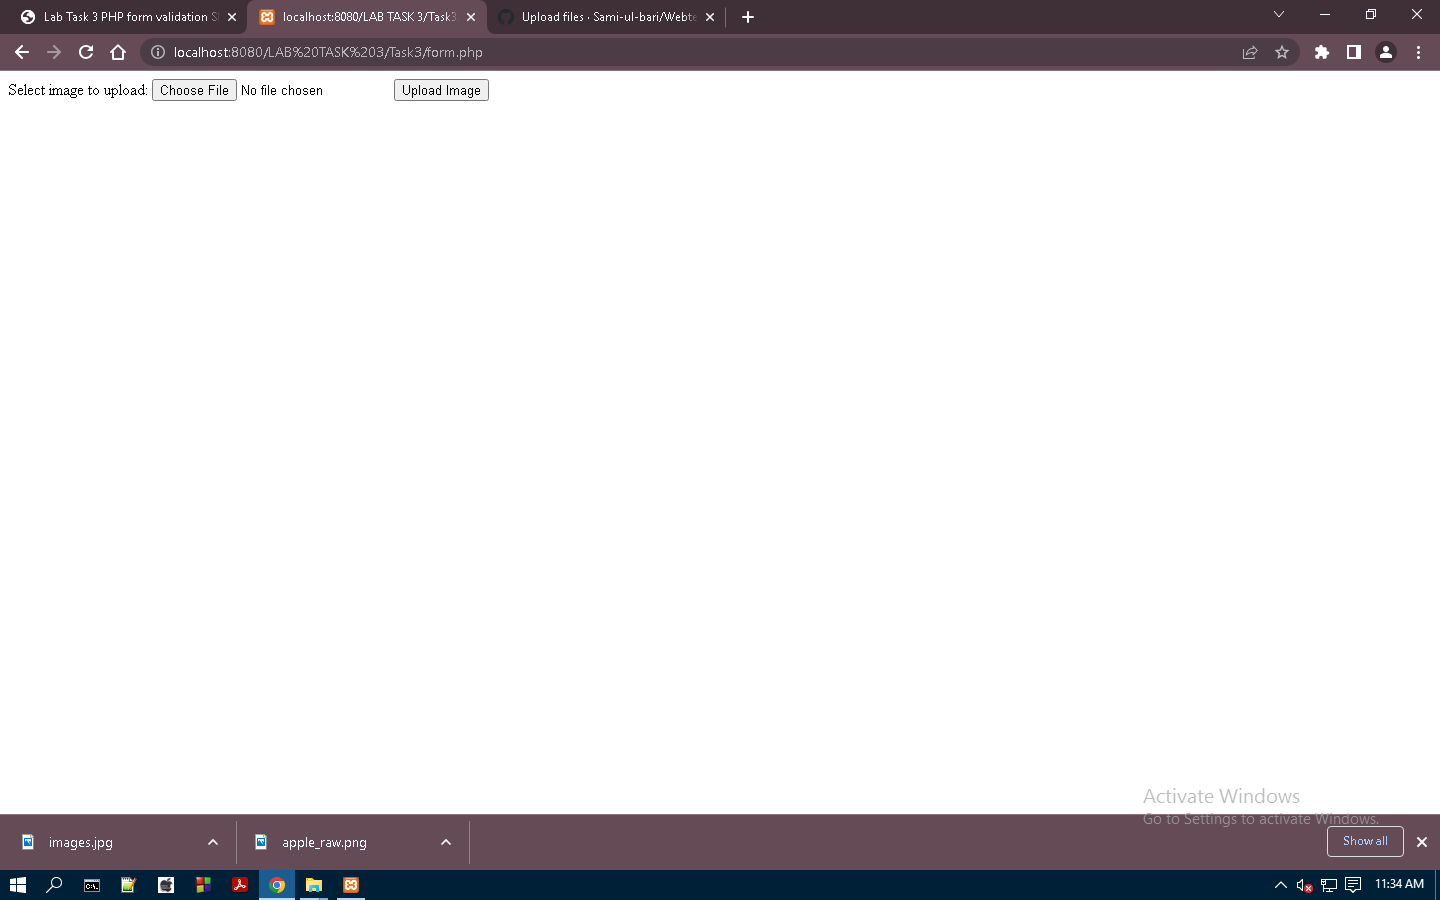 Lab Task 3 PHP form validation
localhost:8080/LAB TASK 3/Task3
Upload files · Sami-ul-bari/Webte
localhost:8080/LAB%20TASK%203/Task3/form.php
Select image to upload: Choose File No file chosen Upload Image
Activate Windows
Go to Settings to activate Windows.
images.jpg
apple_raw.png
Show all
11:34 AM